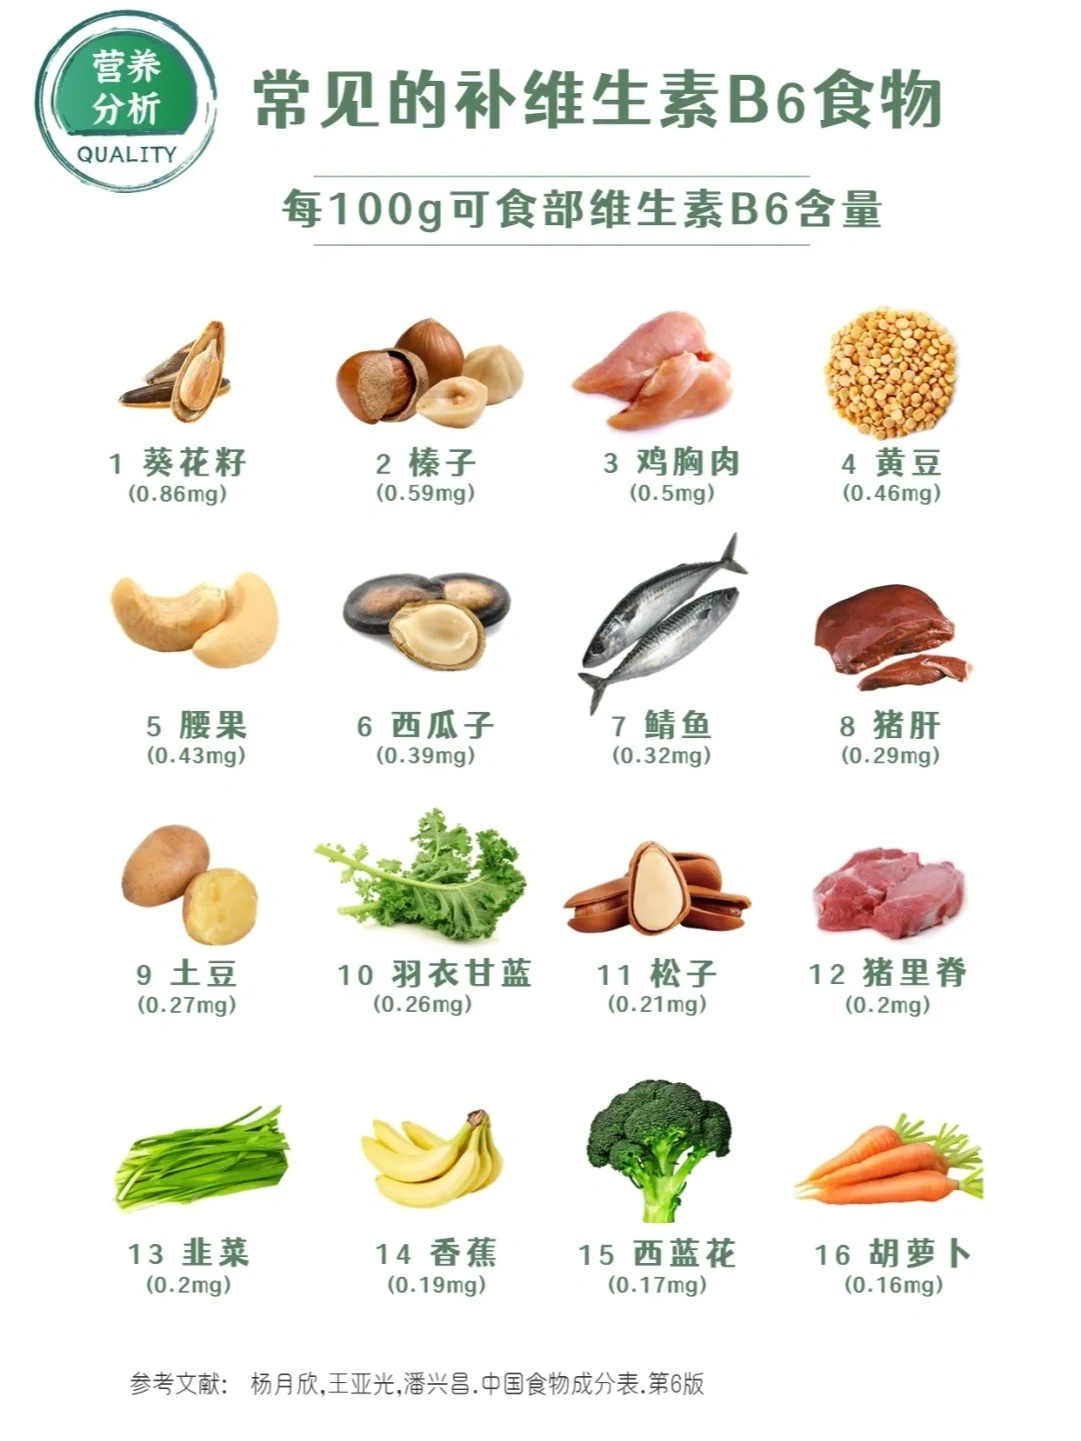 营养
分析
QUALITY
常见的补维生素B6食物
每100g可食部维生素B6含量
1 葵花籽
(0.86mg)
2 榛子
(0.59mg)
3 鸡胸肉
(0.5mg)
4 黄豆
(0.46mg)
5 腰果
(0.43mg)
6 西瓜子
(0.39mg)
7 鲭鱼
(0.32mg)
8 猪肝
(0.29mg)
9 土豆
(0.27mg)
10 羽衣甘蓝
(0.26mg)
11 松子
(0.21mg)
12 猪里脊
(0.2mg)
13 韭菜
(0.2mg)
14 香蕉
(0.19mg)
15 西蓝花
(0.17mg)
16 胡萝卜
(0.16mg)
参考文献: 杨月欣,王亚光,潘兴昌.中国食物成分表.第6版